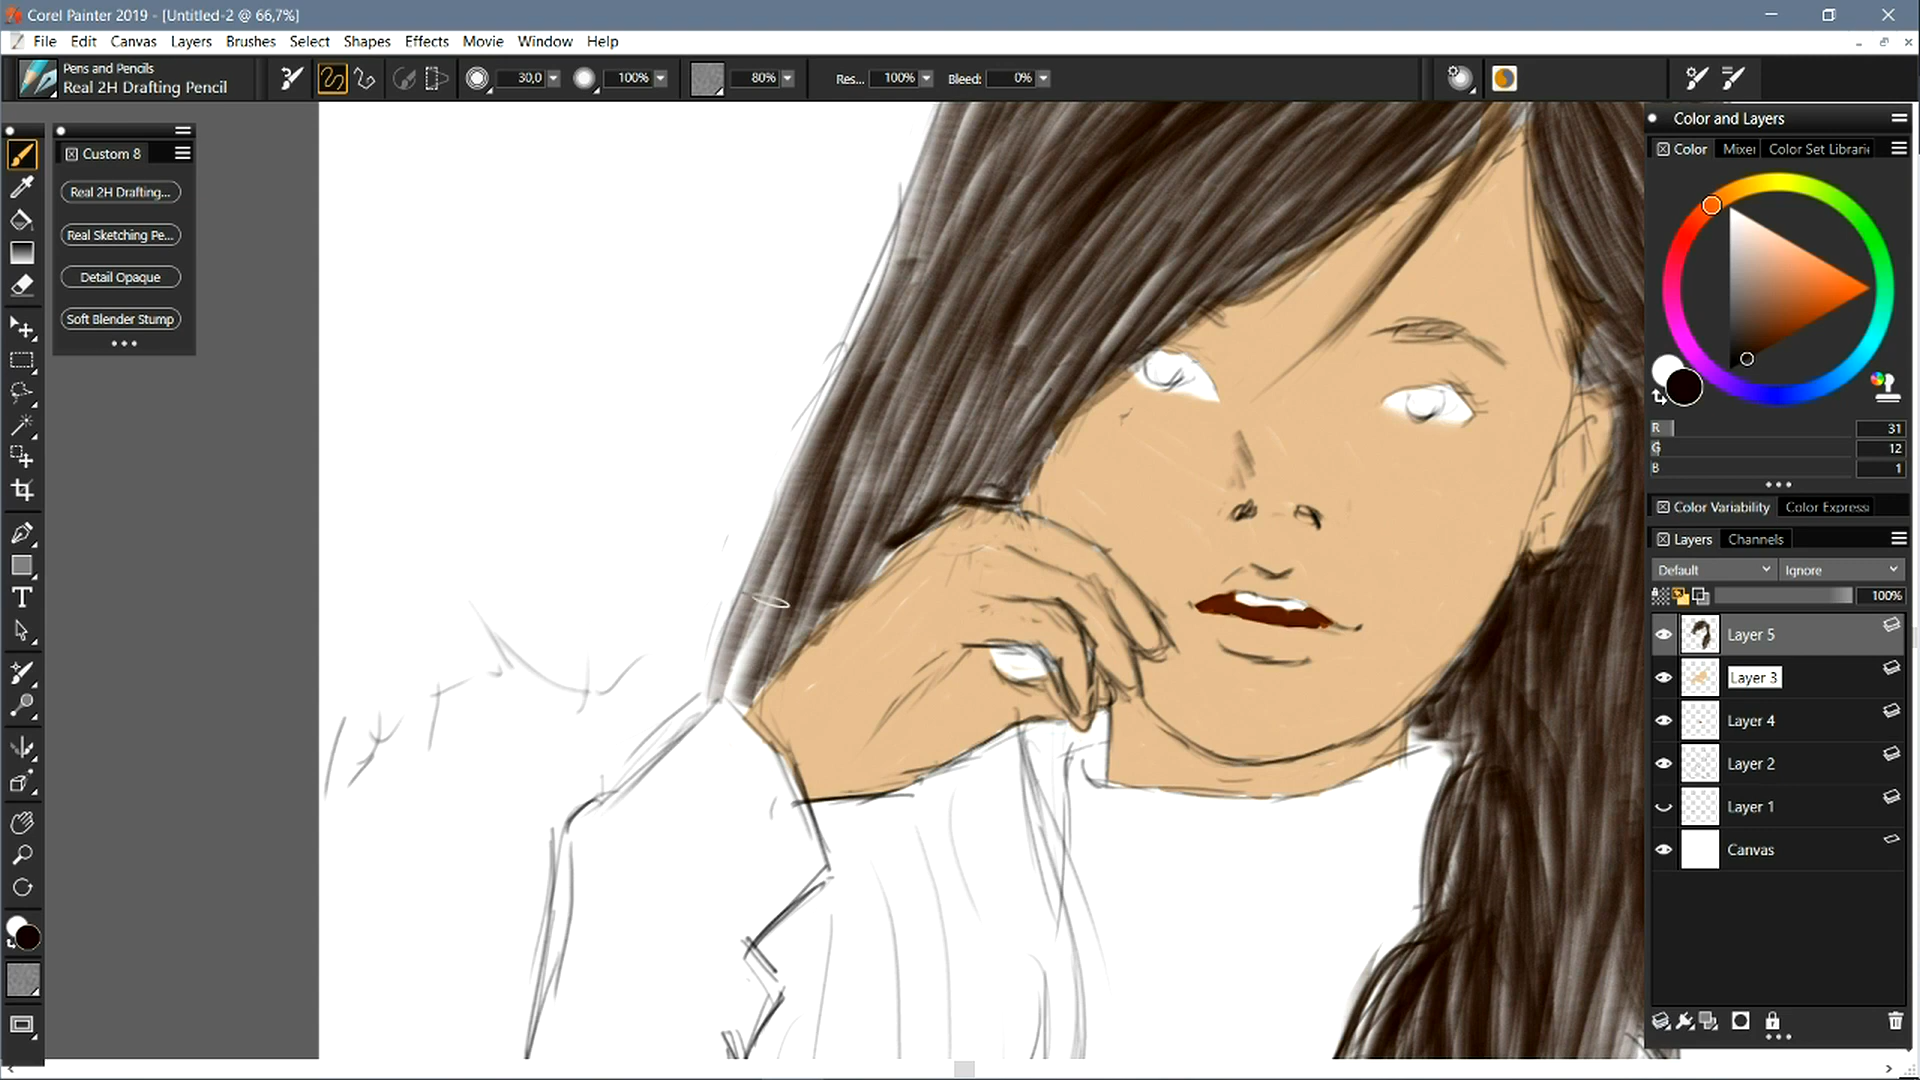 Corel Painter 2019 - [Untitled-2 @ 66,7%]
File Edit Canvas Layers Brushes Select Shapes Effects Movie Window Help
Pens and Pencils
Real 2H Drafting Pencil
30,0 100% 80% Res... 100% Bleed: 0%
Custom 8
Real 2H Drafting...
Real Sketching Pe...
Detail Opaque
Soft Blender Stump
Color and Layers
Color Mixer Color Set Librari
R 31
G 12
B 1
Color Variability Color Expressi
Layers Channels
Default Ignore
100%
Layer 5
Layer 3
Layer 4
Layer 2
Layer 1
Canvas